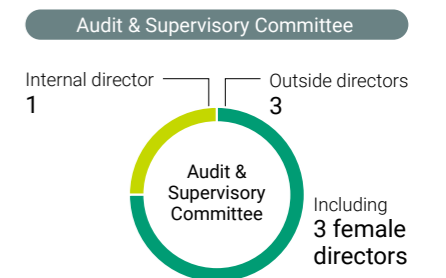 Audit & Supervisory Committee
Internal director
1
Outside directors
3
Audit &
Supervisory
Committee
Including
3 female
directors